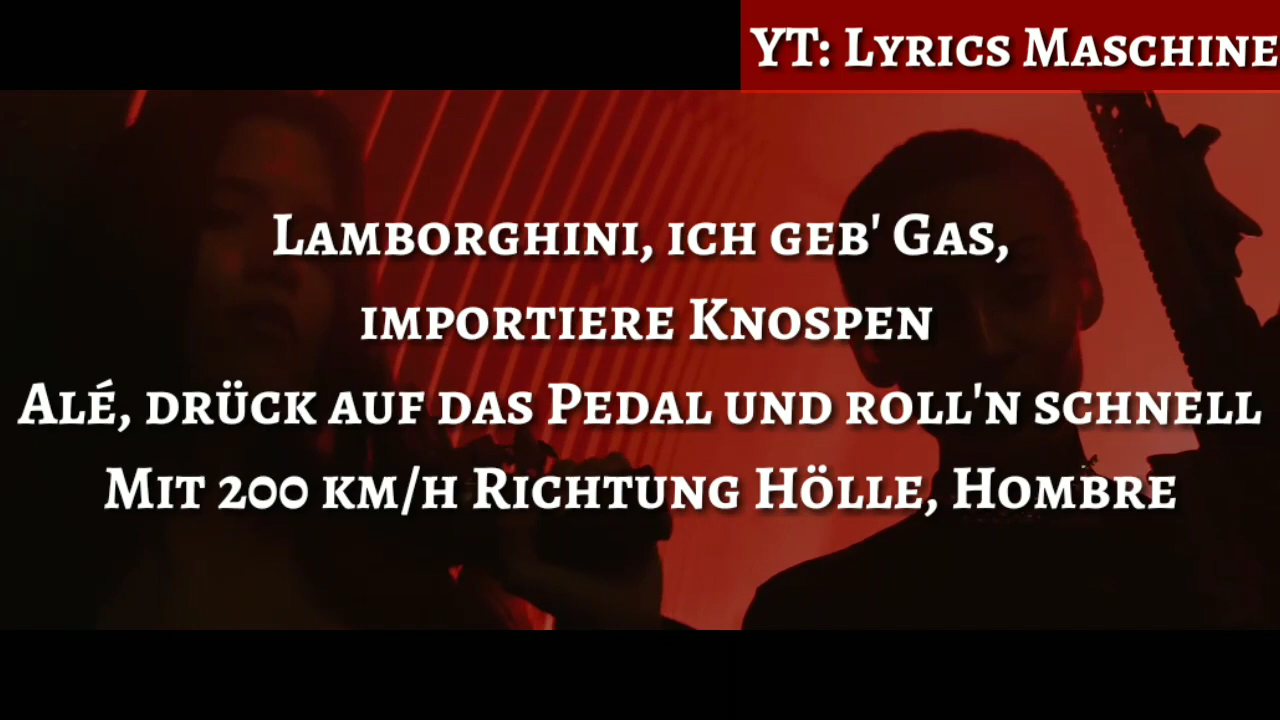 YT: Lyrics Maschine
Lamborghini, ich geb' Gas,
importiere Knospen
Alé, drück auf das Pedal und roll'n schnell
Mit 200 km/h Richtung Hölle, Hombre